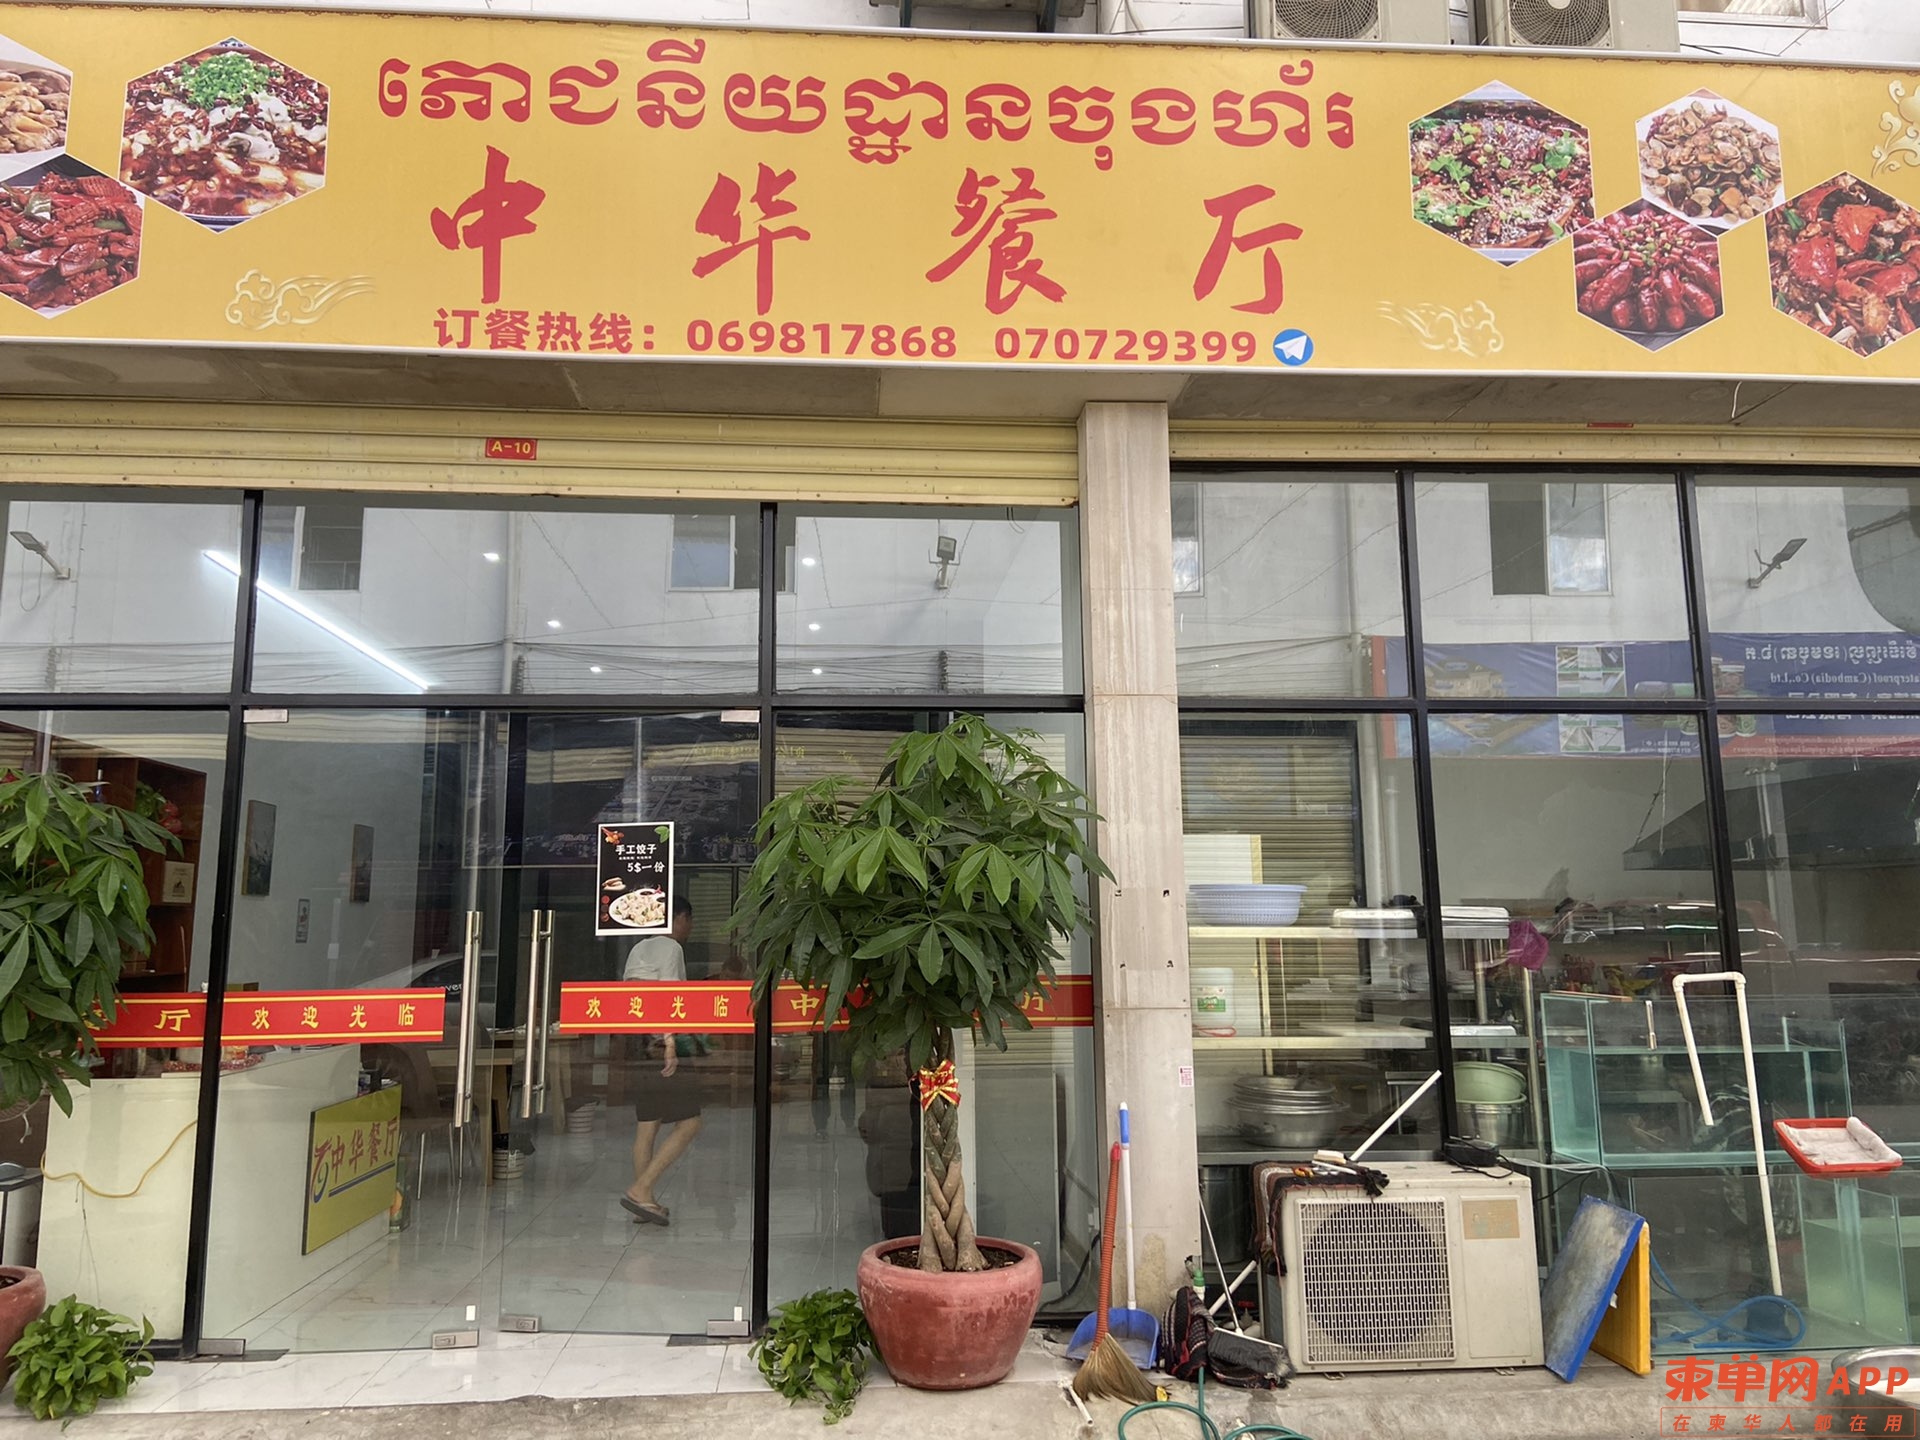 ភោជនីយដ្ឋានចុងហ័រ
中华餐厅
订餐热线：069817868 070729399
A-10
手工饺子
5$一份
厅 欢迎光临
欢迎光临 中
厅
中华餐厅
柬单网APP
在柬华人都在用